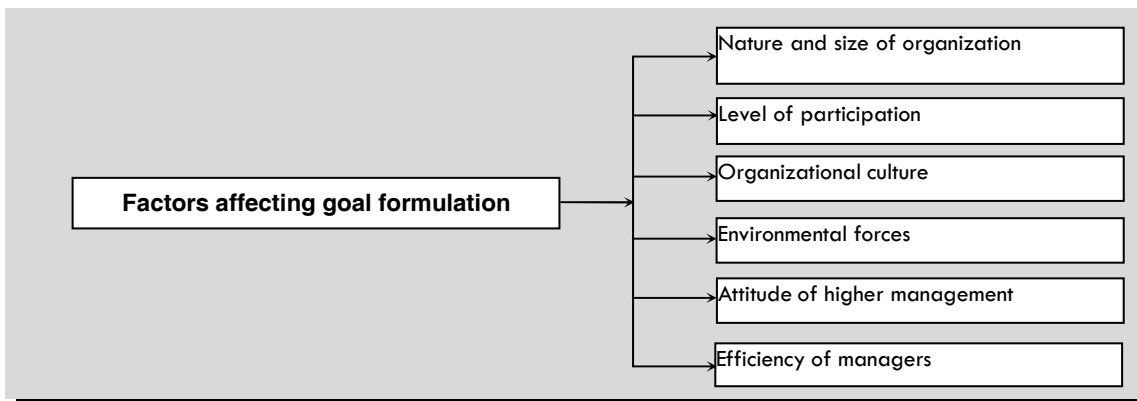 Factors affecting goal formulation
Nature and size of organization
Level of participation
Organizational culture
Environmental forces
Attitude of higher management
Efficiency of managers